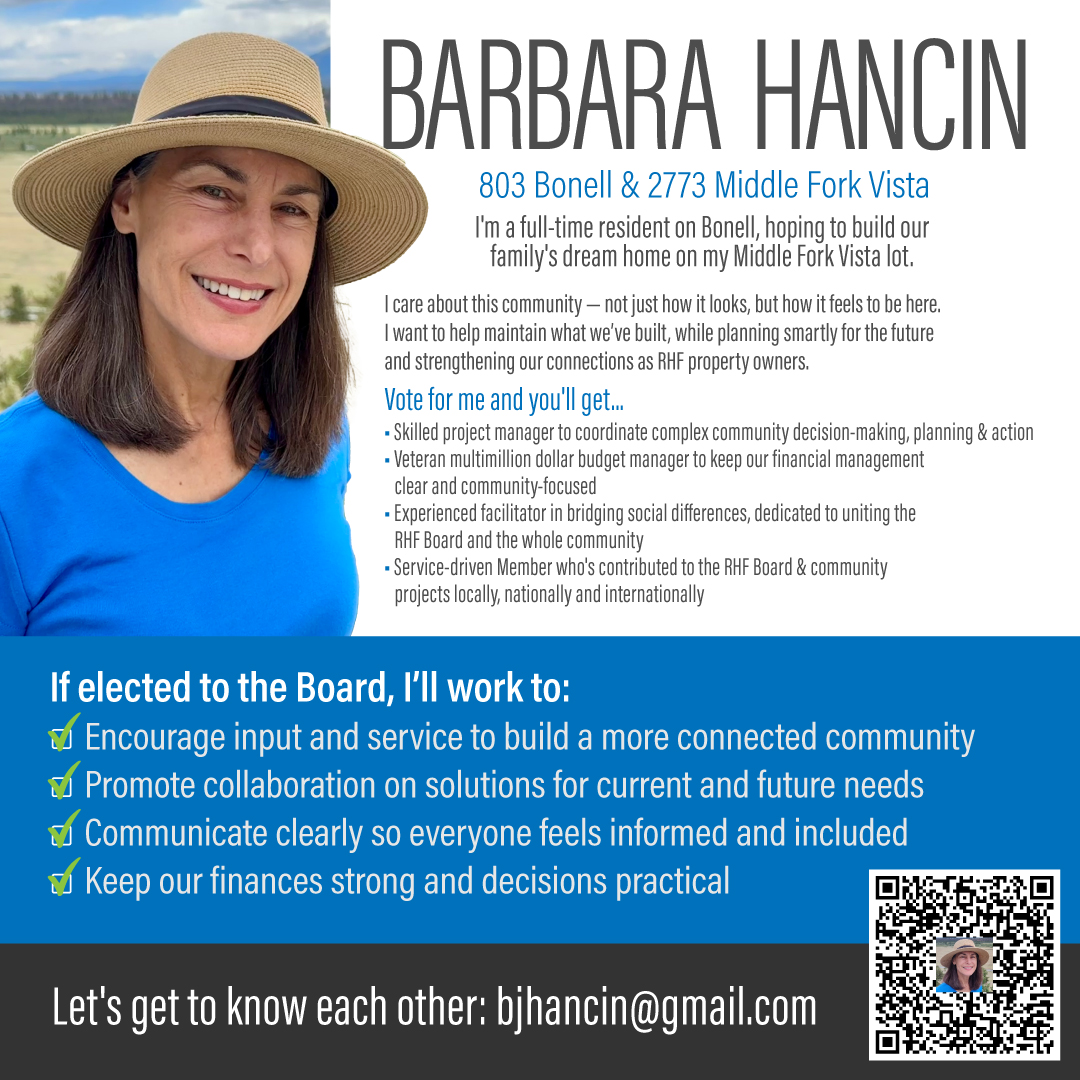 BARBARA HANCIN
803 Bonell & 2773 Middle Fork Vista
I'm a full-time resident on Bonell, hoping to build our
family's dream home on my Middle Fork Vista lot.
I care about this community — not just how it looks, but how it feels to be here.
I want to help maintain what we've built, while planning smartly for the future
and strengthening our connections as RHF property owners.
Vote for me and you'll get...
▪ Skilled project manager to coordinate complex community decision-making, planning & action
▪ Veteran multimillion dollar budget manager to keep our financial management
clear and community-focused
▪ Experienced facilitator in bridging social differences, dedicated to uniting the
RHF Board and the whole community
▪ Service-driven Member who's contributed to the RHF Board & community
projects locally, nationally and internationally
If elected to the Board, I'll work to:
Encourage input and service to build a more connected community
Promote collaboration on solutions for current and future needs
Communicate clearly so everyone feels informed and included
Keep our finances strong and decisions practical
Let's get to know each other: bjhancin@gmail.com